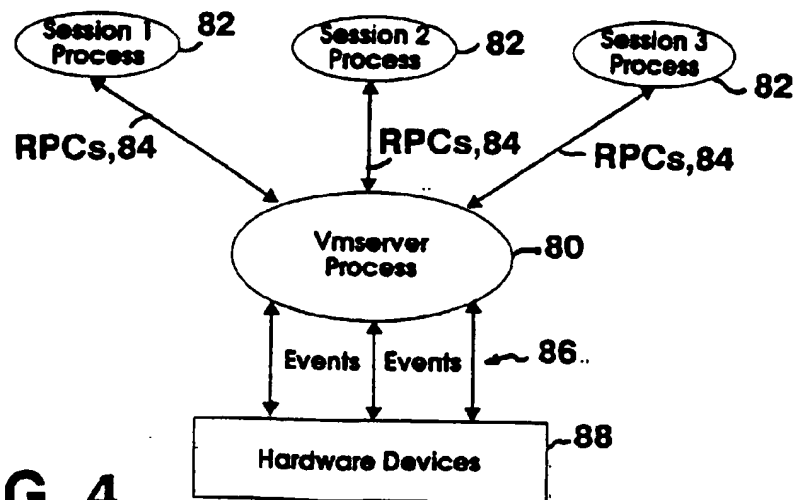 Session 1
Process
82
Session 2
Process
82
Session 3
Process
82
RPCs,84
RPCs,84
RPCs,84
Vmserver
Process
80
Events
Events
86
Hardware Devices
88
G. 4